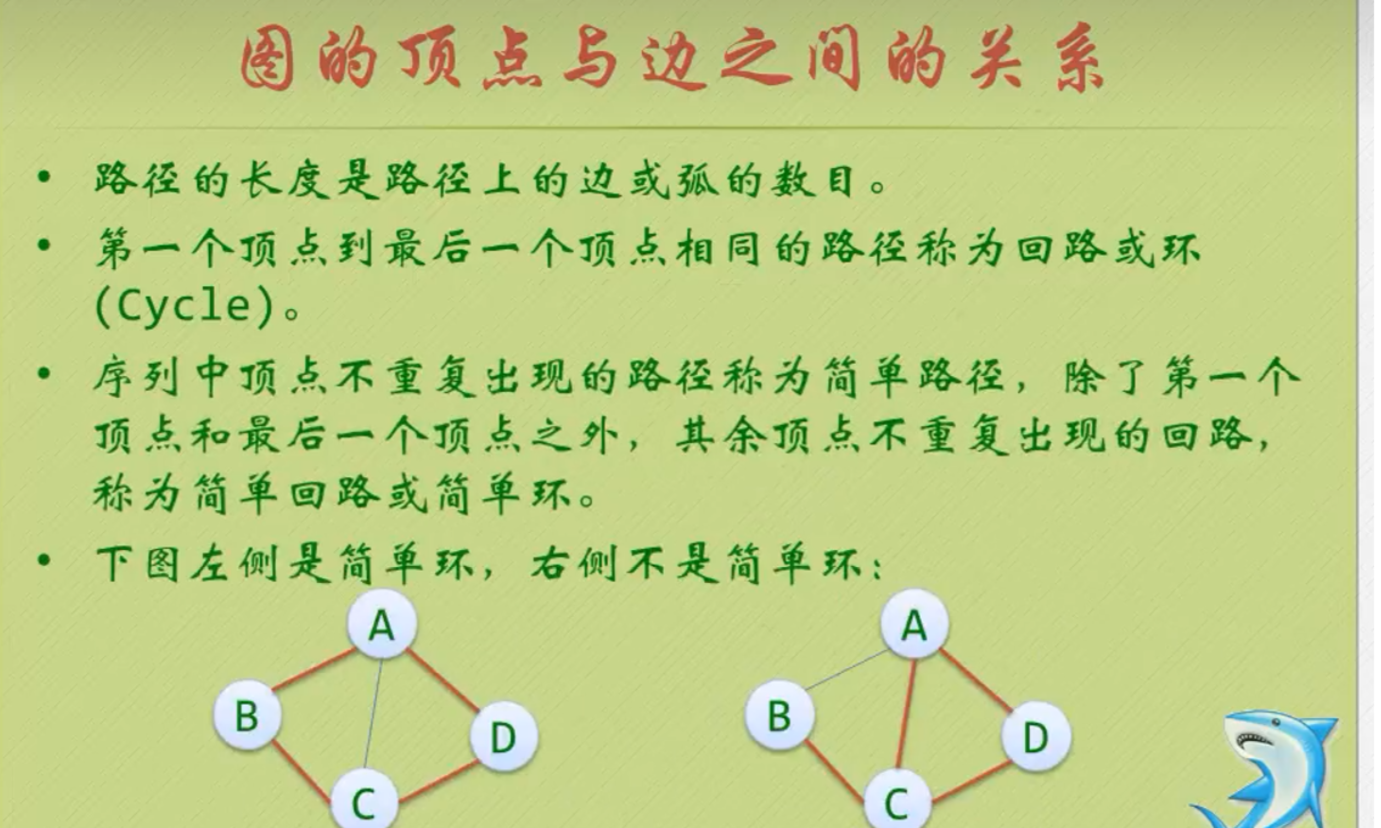 图的顶点与边之间的关系
• 路径的长度是路径上的边或弧的数目。
• 第一个顶点到最后一个顶点相同的路径称为回路或环
(Cycle)。
• 序列中顶点不重复出现的路径称为简单路径，除了第一个
顶点和最后一个顶点之外，其余顶点不重复出现的回路，
称为简单回路或简单环。
• 下图左侧是简单环，右侧不是简单环：
A
B
D
C
A
B
D
C